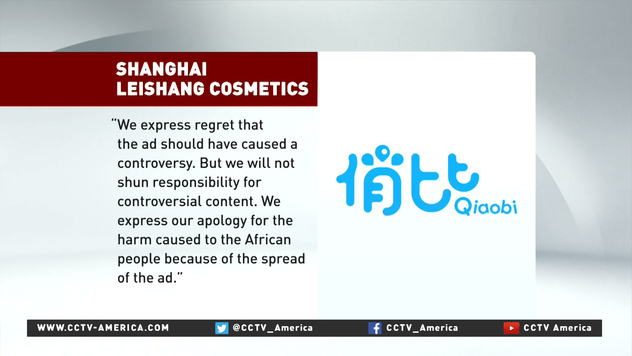 SHANGHAI
LEISHANG COSMETICS
“We express regret that
the ad should have caused a
controversy. But we will not
shun responsibility for
controversial content. We
express our apology for the
harm caused to the African
people because of the spread
of the ad.”
俏比
Qiaobi
WWW.CCTV-AMERICA.COM
@CCTV_America
CCTV_America
CCTV America